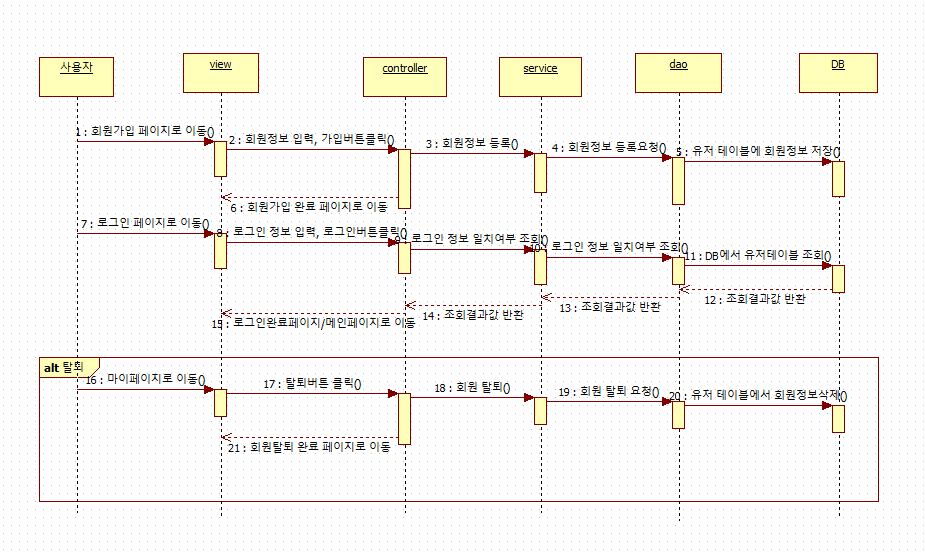 사용자
view
controller
service
dao
DB
1 : 회원가입 페이지로 이동()
2 : 회원정보 입력, 가입버튼클릭()
3 : 회원정보 등록()
4 : 회원정보 등록요청()
5 : 유저 테이블에 회원정보 저장()
6 : 회원가입 완료 페이지로 이동
7 : 로그인 페이지로 이동()
8 : 로그인 정보 입력, 로그인버튼클릭()
9 : 로그인 정보 일치여부 조회()
10 : 로그인 정보 일치여부 조회()
11 : DB에서 유저테이블 조회()
12 : 조회결과값 반환
13 : 조회결과값 반환
14 : 조회결과값 반환
15 : 로그인완료페이지/메인페이지로 이동
alt 탈퇴
16 : 마이페이지로 이동()
17 : 탈퇴버튼 클릭()
18 : 회원 탈퇴()
19 : 회원 탈퇴 요청()
20 : 유저 테이블에서 회원정보삭제()
21 : 회원탈퇴 완료 페이지로 이동